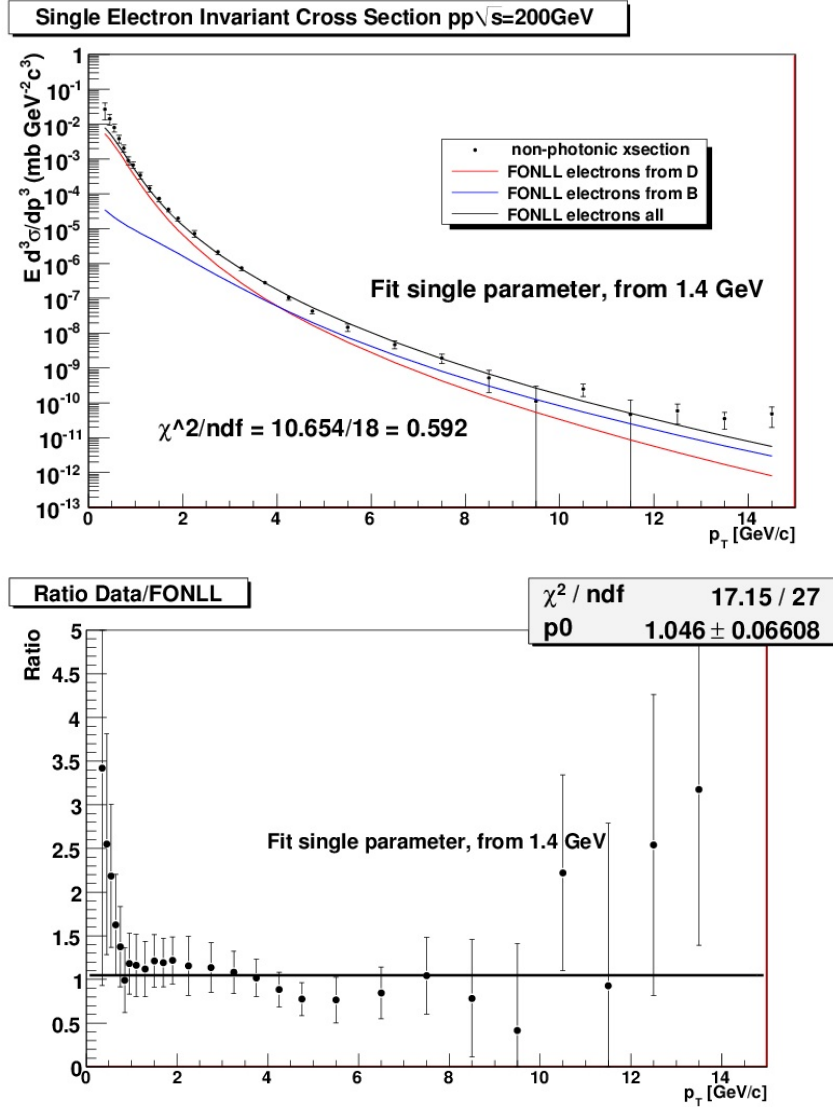 Single Electron Invariant Cross Section pp√s=200GeV
E d³σ/dp³ (mb GeV⁻²c³)
1
10⁻¹
10⁻²
10⁻³
10⁻⁴
10⁻⁵
10⁻⁶
10⁻⁷
10⁻⁸
10⁻⁹
10⁻¹⁰
10⁻¹¹
10⁻¹²
10⁻¹³
non-photonic xsection
FONLL electrons from D
FONLL electrons from B
FONLL electrons all
Fit single parameter, from 1.4 GeV
χ^2/ndf = 10.654/18 = 0.592
0 2 4 6 8 10 12 14
p_T [GeV/c]
Ratio Data/FONLL
χ² / ndf 17.15 / 27
p0 1.046 ± 0.06608
Ratio
5
4.5
4
3.5
3
2.5
2
1.5
1
0.5
0
Fit single parameter, from 1.4 GeV
0 2 4 6 8 10 12 14
p_T [GeV/c]